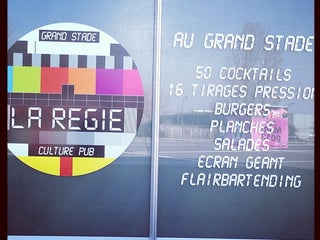 GRAND STADE
LA REGIE
CULTURE PUB
AU GRAND STADE
50 COCKTAILS
16 TIRAGES PRESSION
BURGERS
PLANCHES
SALADES
ECRAN GEANT
FLAIRBARTENDING